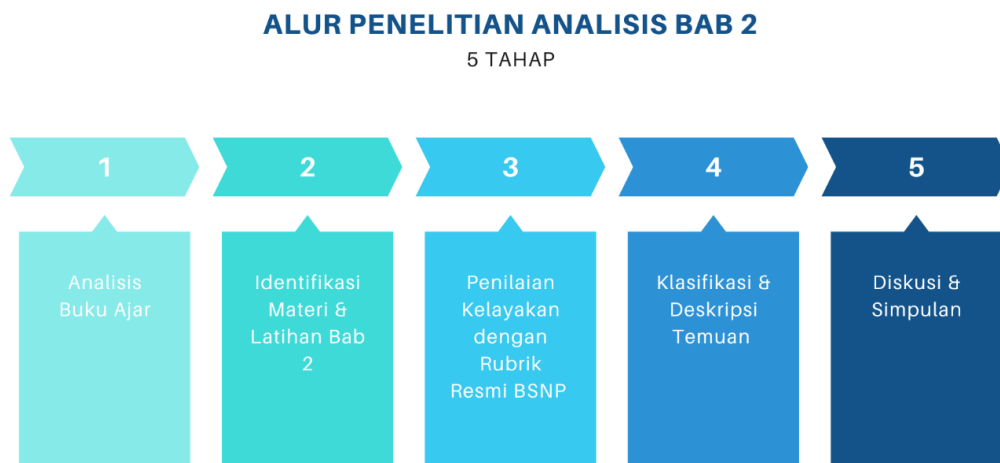 ALUR PENELITIAN ANALISIS BAB 2
5 TAHAP
1
2
3
4
5
Analisis
Buku Ajar
Identifikasi
Materi &
Latihan Bab
2
Penilaian
Kelayakan
dengan
Rubrik
Resmi BSNP
Klasifikasi &
Deskripsi
Temuan
Diskusi &
Simpulan